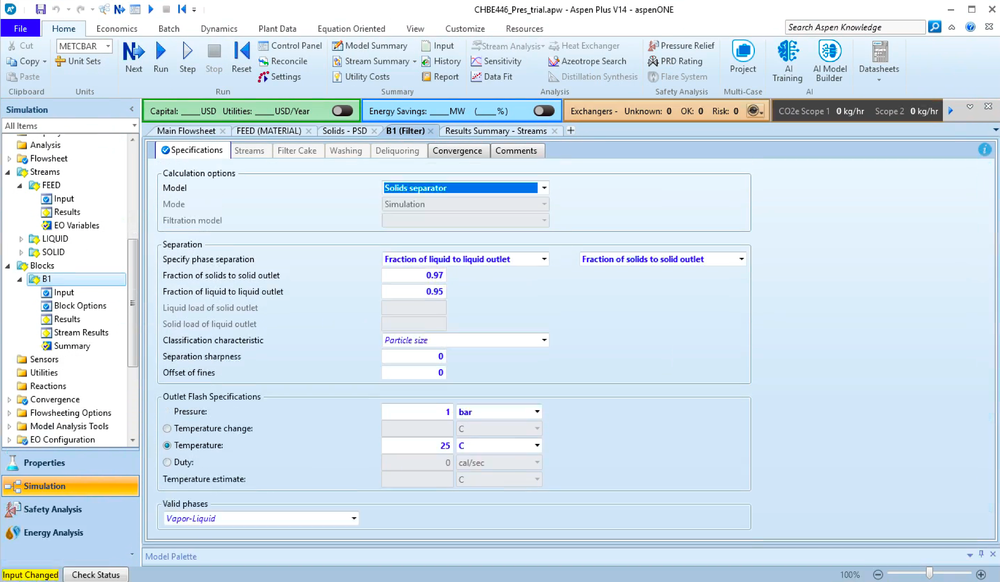 CHBE446_Pres_trial.apw - Aspen Plus V14 - aspenONE
File Home Economics Batch Dynamics Plant Data Equation Oriented View Customize Resources Search Aspen Knowledge
Cut METCBAR Control Panel Model Summary Input Stream Analysis Heat Exchanger Pressure Relief
Copy Unit Sets Next Run Step Stop Reset Reconcile Stream Summary History Sensitivity Azeotrope Search PRD Rating Project AI Training AI Model Builder Datasheets
Paste Settings Utility Costs Report Data Fit Distillation Synthesis Flare System
Clipboard Units Run Summary Analysis Safety Analysis Multi-Case AI
Simulation
Capital: ____USD Utilities: ____USD/Year Energy Savings: ____MW (____%) Exchangers - Unknown: 0 OK: 0 Risk: 0 CO2e Scope 1 0 kg/hr Scope 2 0 kg/hr
All Items
Main Flowsheet FEED (MATERIAL) Solids - PSD B1 (Filter) Results Summary - Streams
Analysis
Flowsheet
Streams
FEED
Input
Results
EO Variables
LIQUID
SOLID
Blocks
B1
Input
Block Options
Results
Stream Results
Summary
Sensors
Utilities
Reactions
Convergence
Flowsheeting Options
Model Analysis Tools
EO Configuration
Properties
Simulation
Safety Analysis
Energy Analysis
Specifications Streams Filter Cake Washing Deliquoring Convergence Comments
Calculation options
Model Solids separator
Mode Simulation
Filtration model
Separation
Specify phase separation Fraction of liquid to liquid outlet Fraction of solids to solid outlet
Fraction of solids to solid outlet 0.97
Fraction of liquid to liquid outlet 0.95
Liquid load of solid outlet
Solid load of liquid outlet
Classification characteristic Particle size
Separation sharpness 0
Offset of fines 0
Outlet Flash Specifications
Pressure: 1 bar
Temperature change: C
Temperature: 25 C
Duty: 0 cal/sec
Temperature estimate: C
Valid phases
Vapor-Liquid
Model Palette
Input Changed Check Status 100%